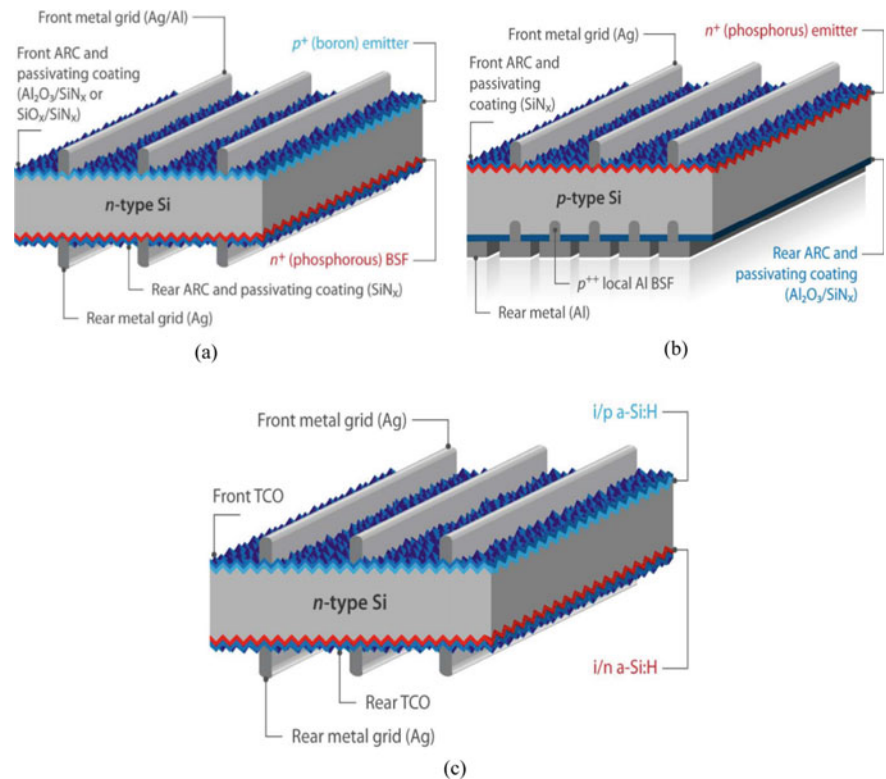 Front metal grid (Ag/Al)
p⁺ (boron) emitter
Front ARC and
passivating coating
(Al₂O₃/SiNₓ or
SiOₓ/SiNₓ)
n-type Si
n⁺ (phosphorous) BSF
Rear ARC and passivating coating (SiNₓ)
Rear metal grid (Ag)
(a)
Front metal grid (Ag)
n⁺ (phosphorus) emitter
Front ARC and
passivating
coating (SiNₓ)
p-type Si
Rear ARC and
passivating coating
(Al₂O₃/SiNₓ)
p⁺⁺ local Al BSF
Rear metal (Al)
(b)
Front metal grid (Ag)
i/p a-Si:H
Front TCO
n-type Si
i/n a-Si:H
Rear TCO
Rear metal grid (Ag)
(c)